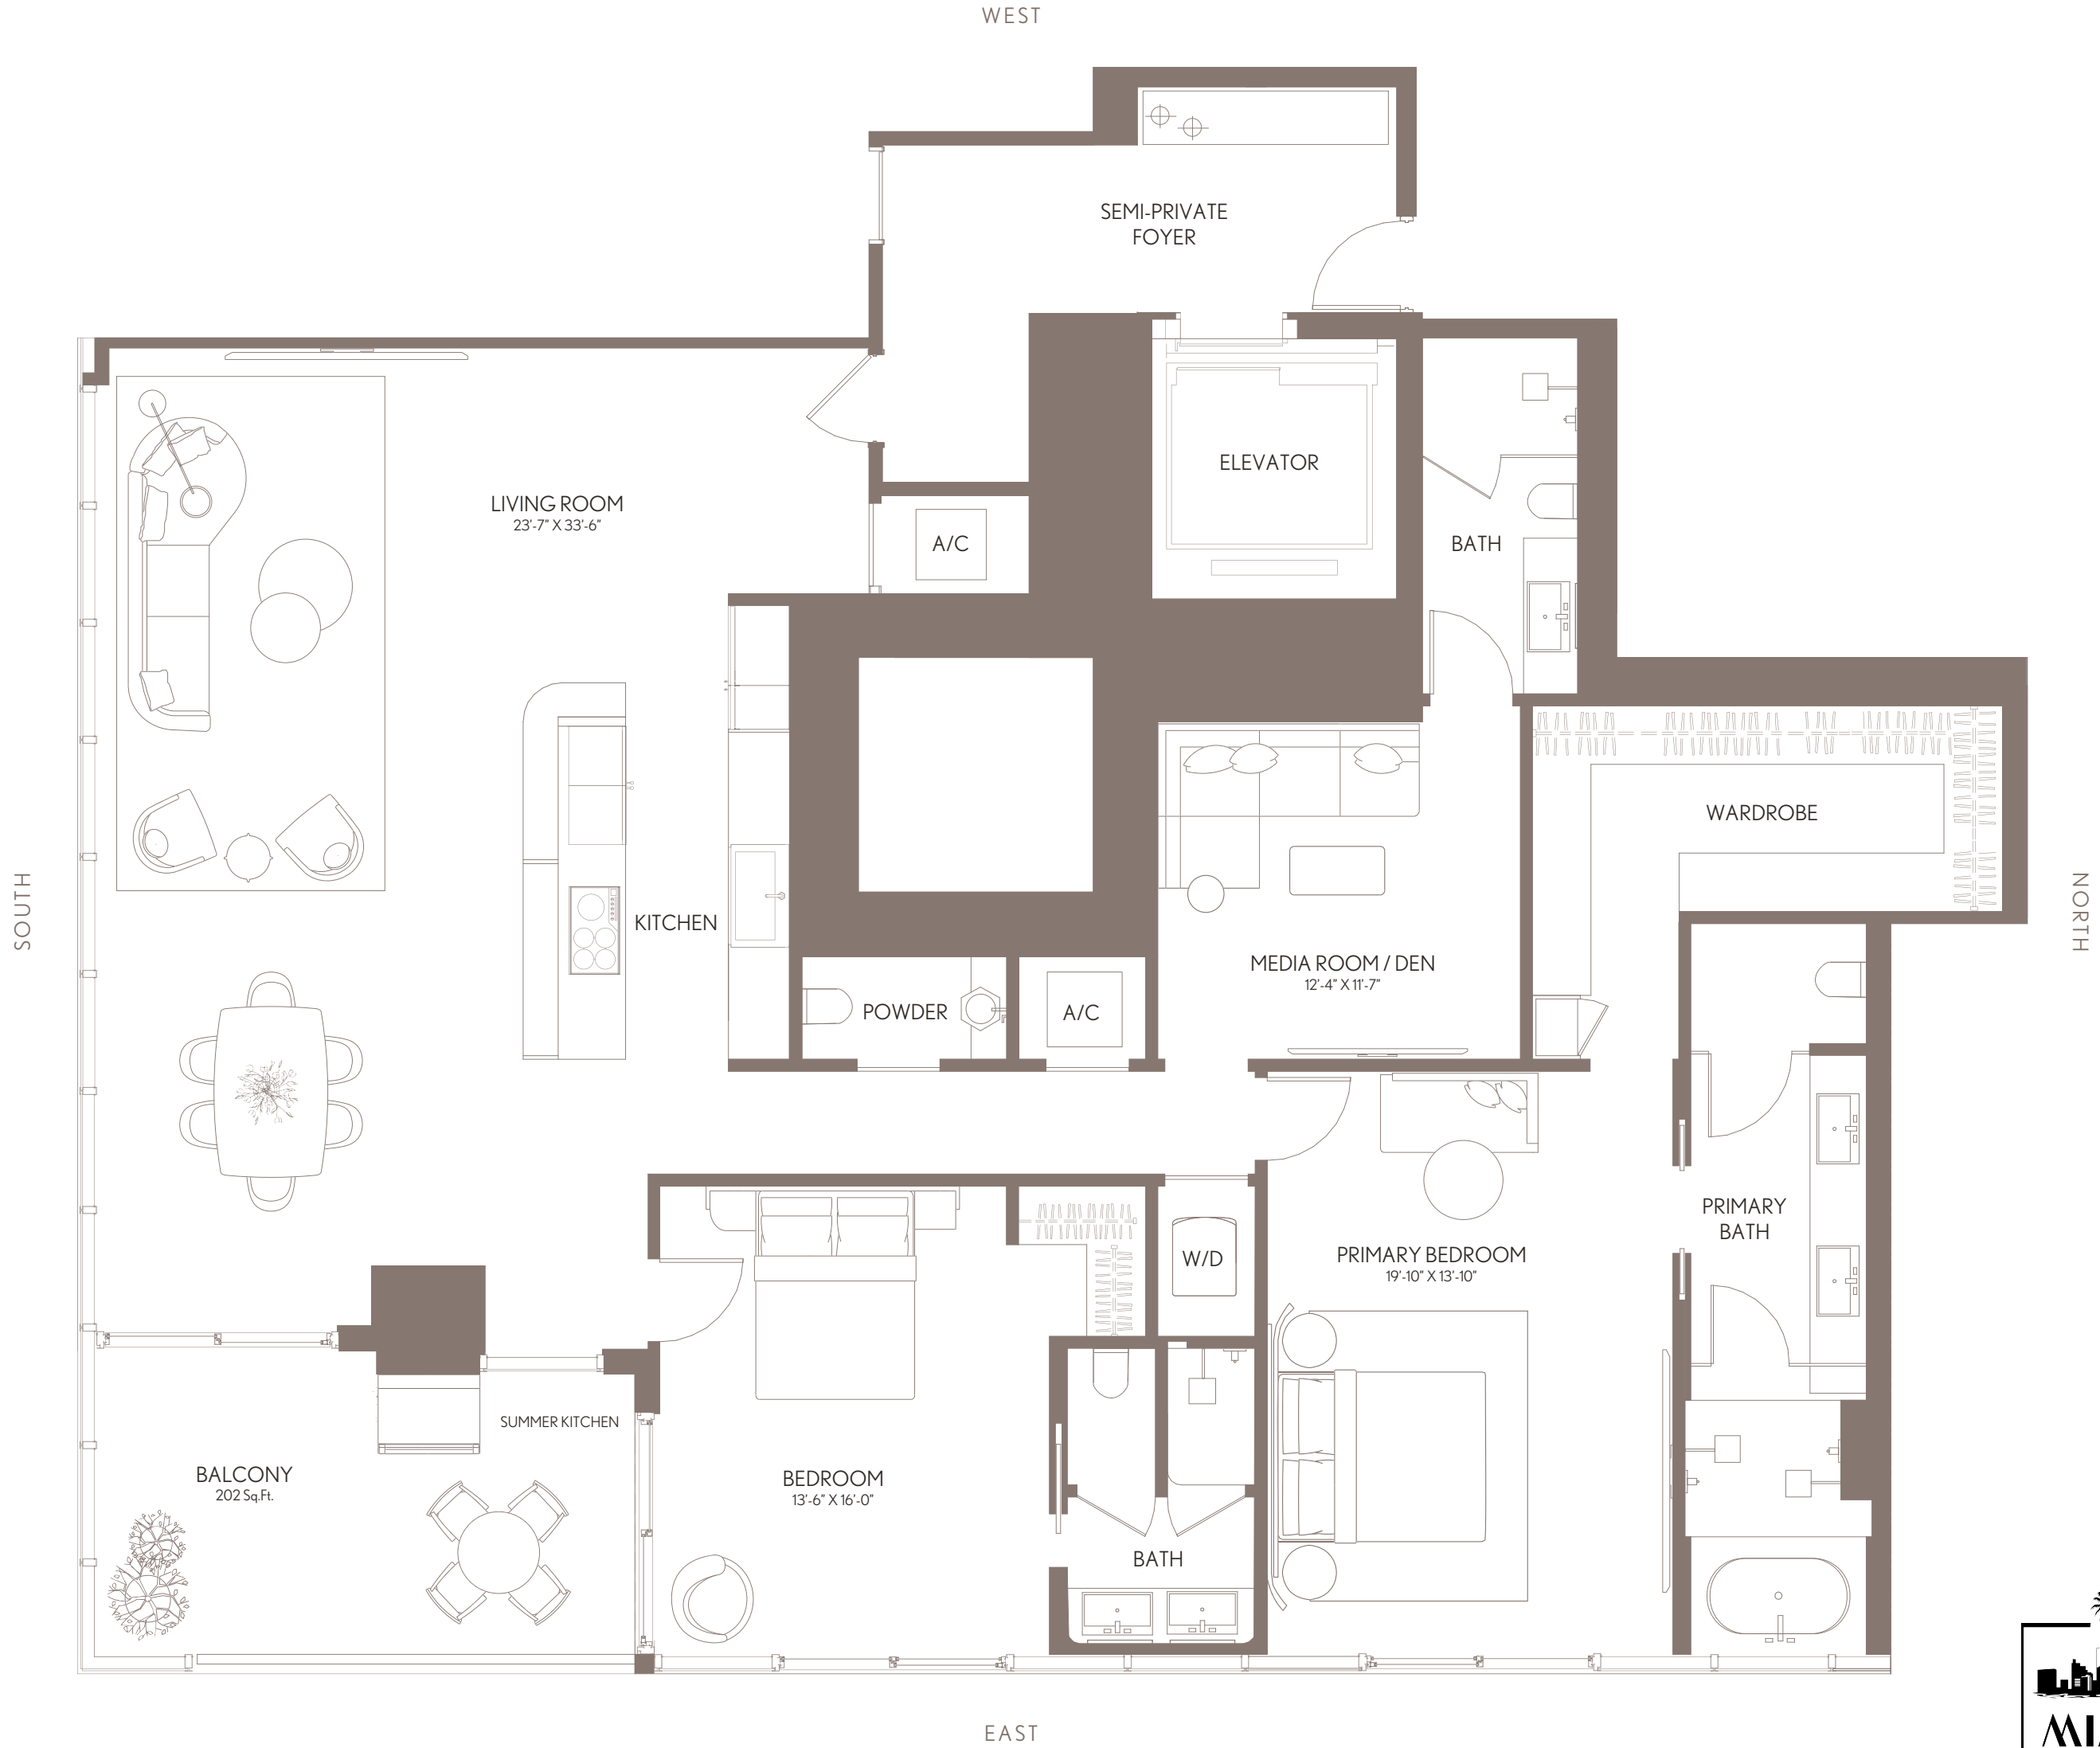 WEST
SEMI-PRIVATE
FOYER
ELEVATOR
LIVING ROOM
23'-7" X 33'-6"
A/C
BATH
WARDROBE
SOUTH
NORTH
KITCHEN
MEDIA ROOM / DEN
12'-4" X 11'-7"
POWDER
A/C
PRIMARY
BATH
W/D
PRIMARY BEDROOM
19'-10" X 13'-10"
SUMMER KITCHEN
BALCONY
202 Sq.Ft.
BEDROOM
13'-6" X 16'-0"
BATH
EAST